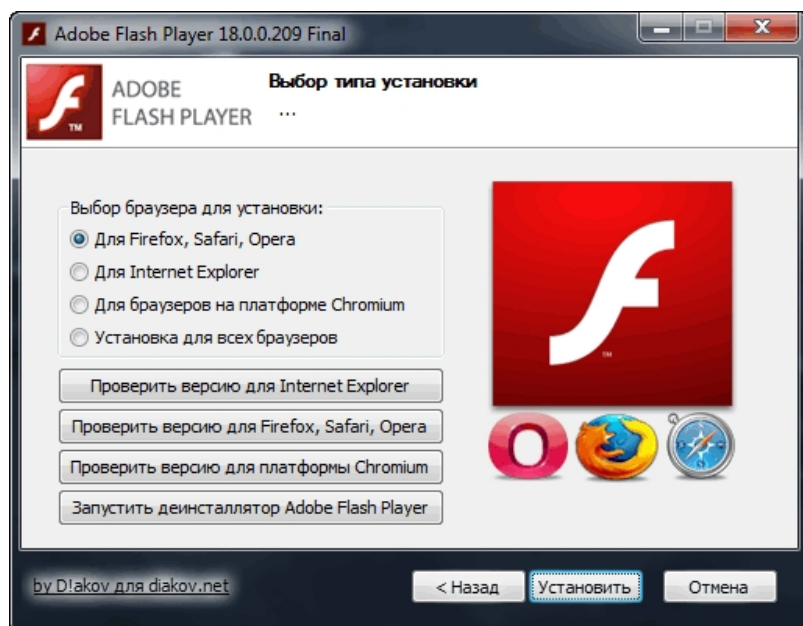 Adobe Flash Player 18.0.0.209 Final
ADOBE
FLASH PLAYER
TM
Выбор типа установки
...
Выбор браузера для установки:
Для Firefox, Safari, Opera
Для Internet Explorer
Для браузеров на платформе Chromium
Установка для всех браузеров
Проверить версию для Internet Explorer
Проверить версию для Firefox, Safari, Opera
Проверить версию для платформы Chromium
Запустить деинсталлятор Adobe Flash Player
TM
by D!akov для diakov.net
< Назад
Установить
Отмена